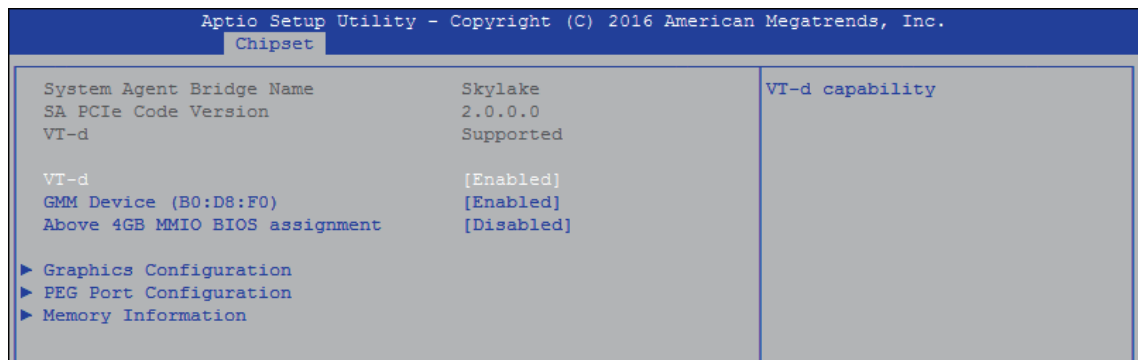 Aptio Setup Utility - Copyright (C) 2016 American Megatrends, Inc.
Chipset
System Agent Bridge Name Skylake VT-d capability
SA PCIe Code Version 2.0.0.0
VT-d Supported
VT-d [Enabled]
GMM Device (B0:D8:F0) [Enabled]
Above 4GB MMIO BIOS assignment [Disabled]
► Graphics Configuration
► PEG Port Configuration
► Memory Information